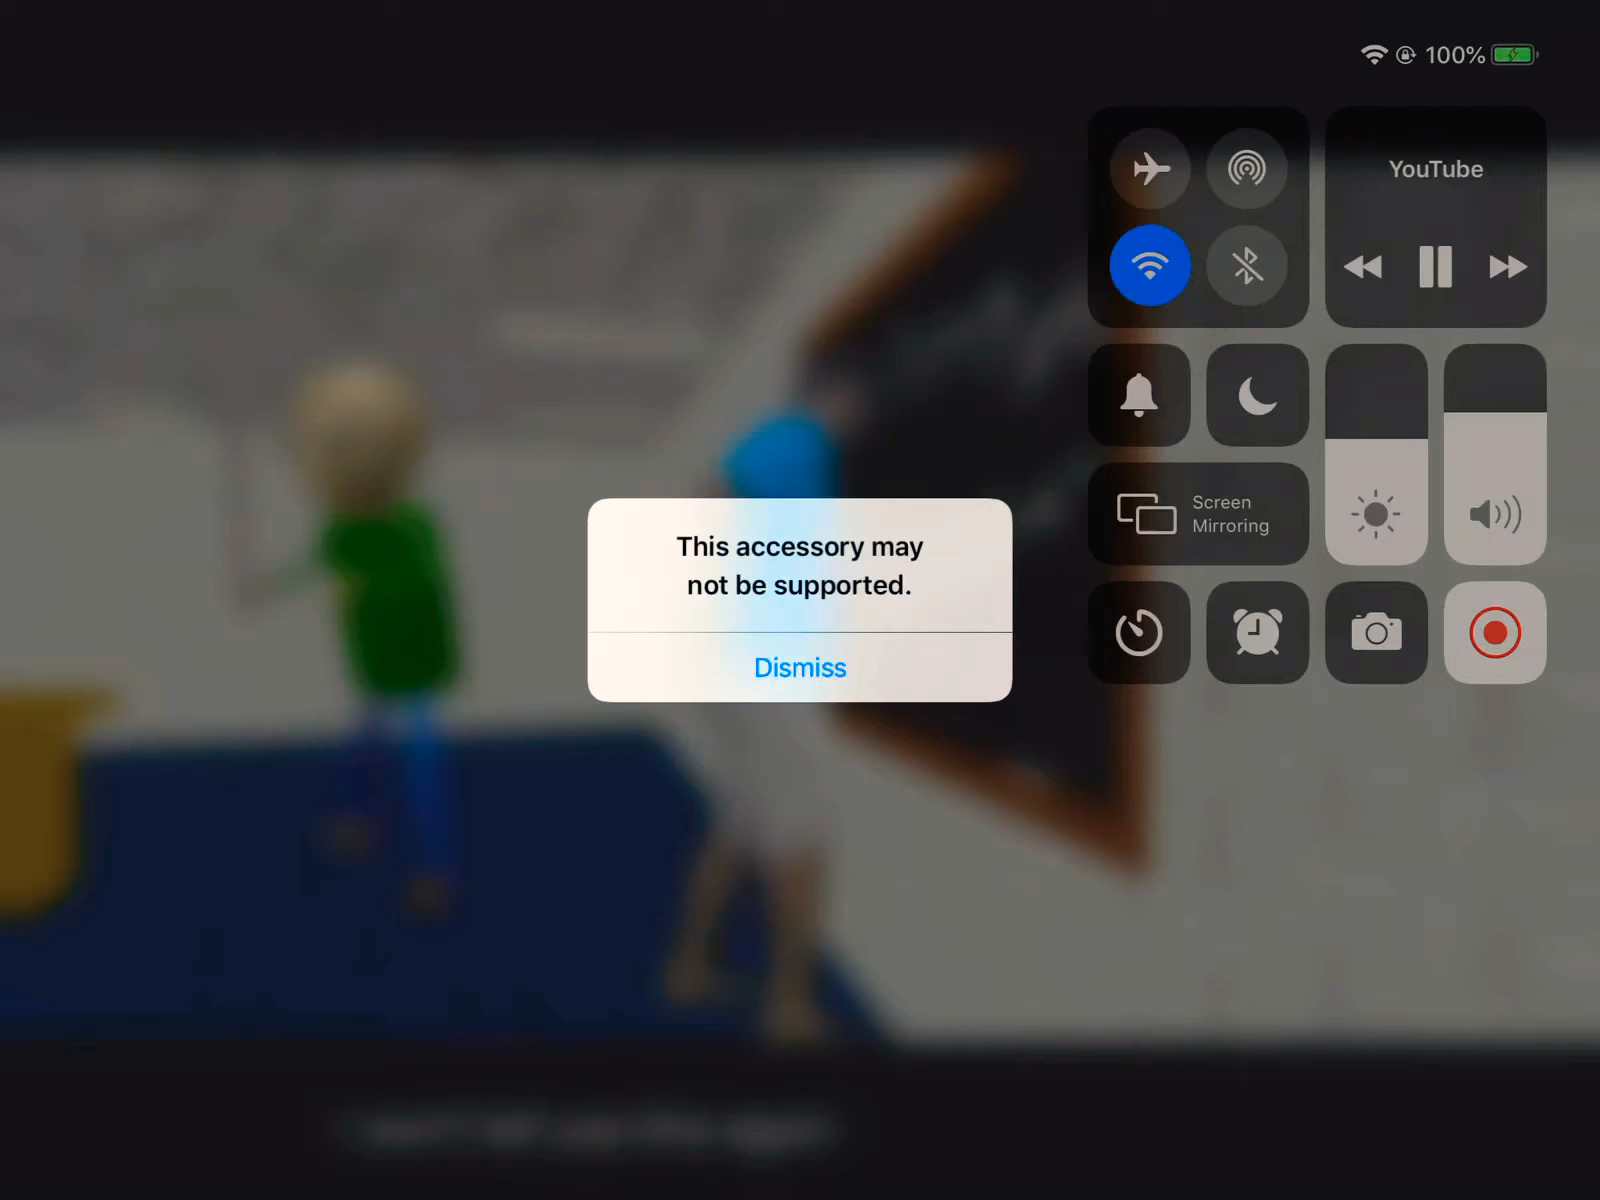 100%
YouTube
Screen
Mirroring
This accessory may
not be supported.
Dismiss